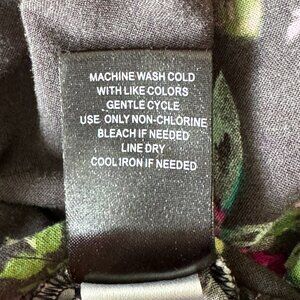 MACHINE WASH COLD
WITH LIKE COLORS
GENTLE CYCLE
USE ONLY NON-CHLORINE
BLEACH IF NEEDED
LINE DRY
COOL IRON IF NEEDED